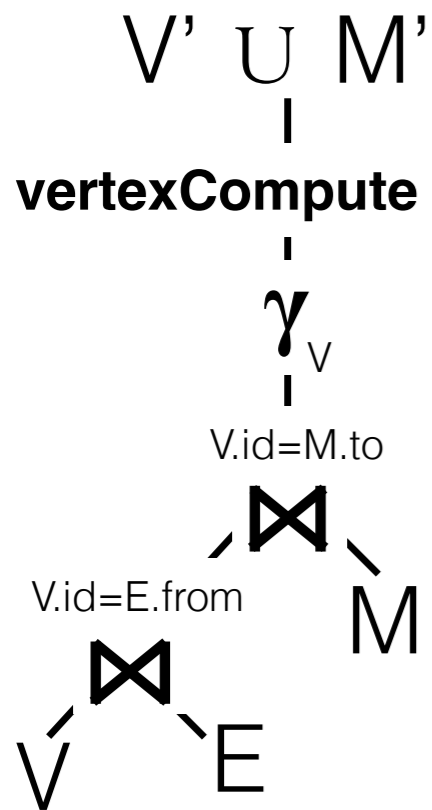 V’ ∪ M’
vertexCompute
γV
V.id=M.to
⋈
V.id=E.from
M
⋈
V E